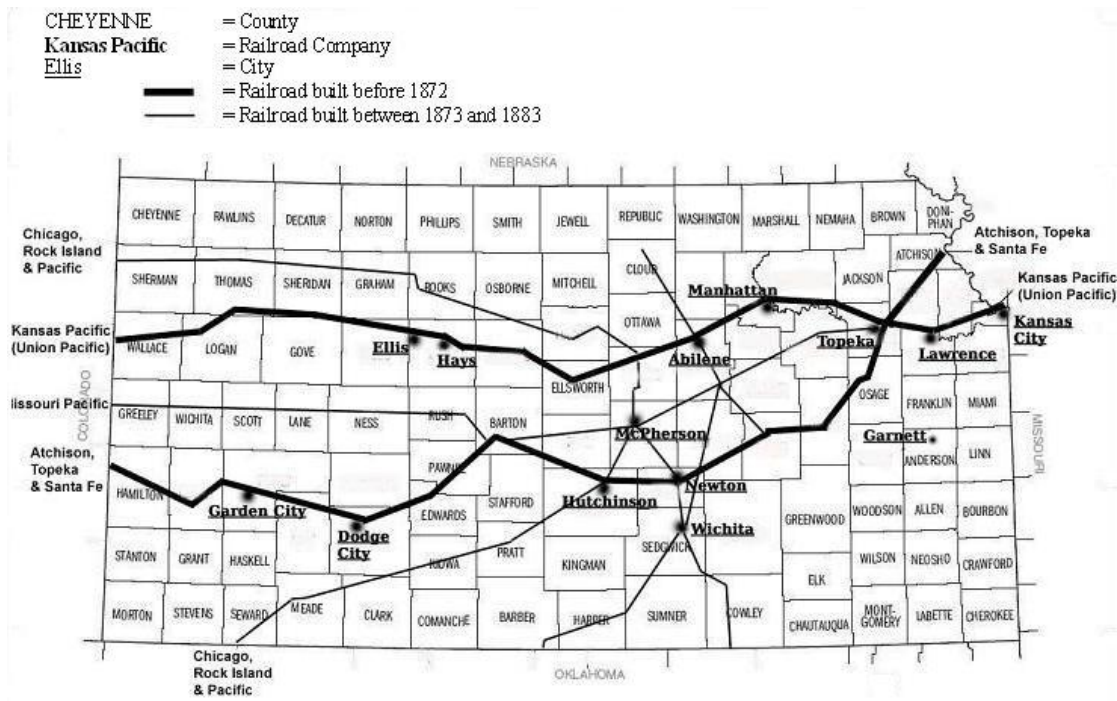 CHEYENNE = County
Kansas Pacific = Railroad Company
Ellis = City
= Railroad built before 1872
= Railroad built between 1873 and 1883
NEBRASKA
CHEYENNE RAWLINS DECATUR NORTON PHILLIPS SMITH JEWELL REPUBLIC WASHINGTON MARSHALL NEMAHA BROWN DONI-
PHAN
Chicago,
Rock Island
& Pacific
Atchison, Topeka
& Santa Fe
SHERMAN THOMAS SHERIDAN GRAHAM ROOKS OSBORNE MITCHELL CLOUD JACKSON ATCHISON
Manhattan
Kansas Pacific
(Union Pacific)
Kansas Pacific
(Union Pacific)
WALLACE LOGAN GOVE Ellis Hays OTTAWA Abilene Topeka Lawrence Kansas
City
ELLSWORTH
COLORADO
issouri Pacific
GREELEY WICHITA SCOTT LANE NESS RUSH BARTON McPherson OSAGE FRANKLIN MIAMI
MISSOURI
Garnett
ANDERSON LINN
Atchison,
Topeka
& Santa Fe
HAMILTON Garden City PAWNE Hutchinson Newton
Dodge
City
EDWARDS STAFFORD Wichita GREENWOOD WOODSON ALLEN BOURBON
STANTON GRANT HASKELL KIOWA PRATT KINGMAN SEDGWICK WILSON NEOSHO CRAWFORD
ELK
MORTON STEVENS SEWARD MEADE CLARK COMANCHE BARBER HARPER SUMNER COWLEY CHAUTAUQUA MONT-
GOMERY LABETTE CHEROKEE
Chicago,
Rock Island
& Pacific
OKLAHOMA